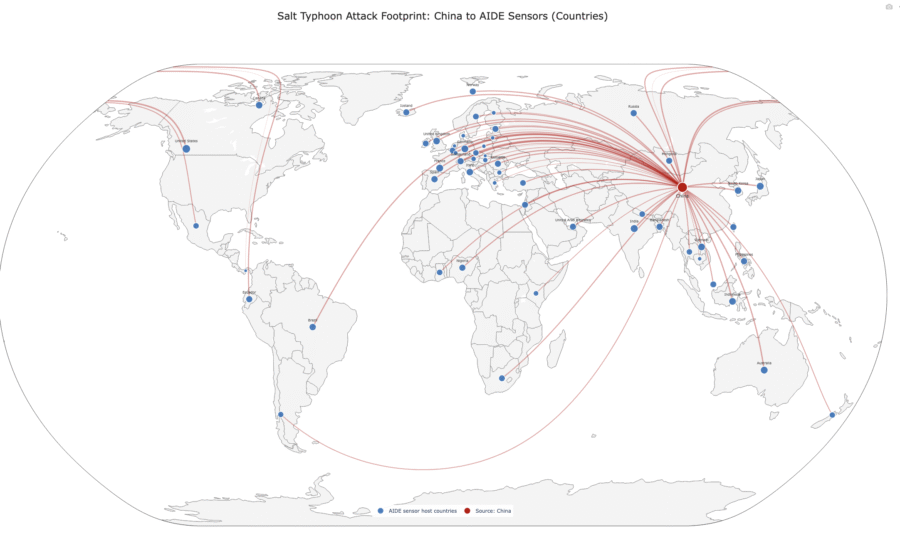 Salt Typhoon Attack Footprint: China to AIDE Sensors (Countries)
Norway
Canada
Iceland
Russia
United Kingdom
United States
Mongolia
France
Japan
South Korea
China
United Arab Emirates
India
Bangladesh
Vietnam
Nigeria
Philippines
Ecuador
Indonesia
Brazil
Australia
AIDE sensor host countries
Source: China